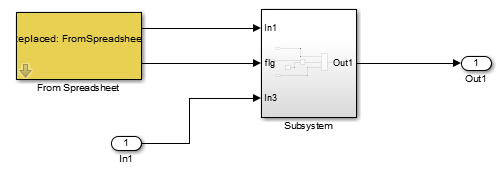 eplaced: FromSpreadshee
From Spreadsheet
In1
flg
In3
Out1
Subsystem
1
In1
1
Out1